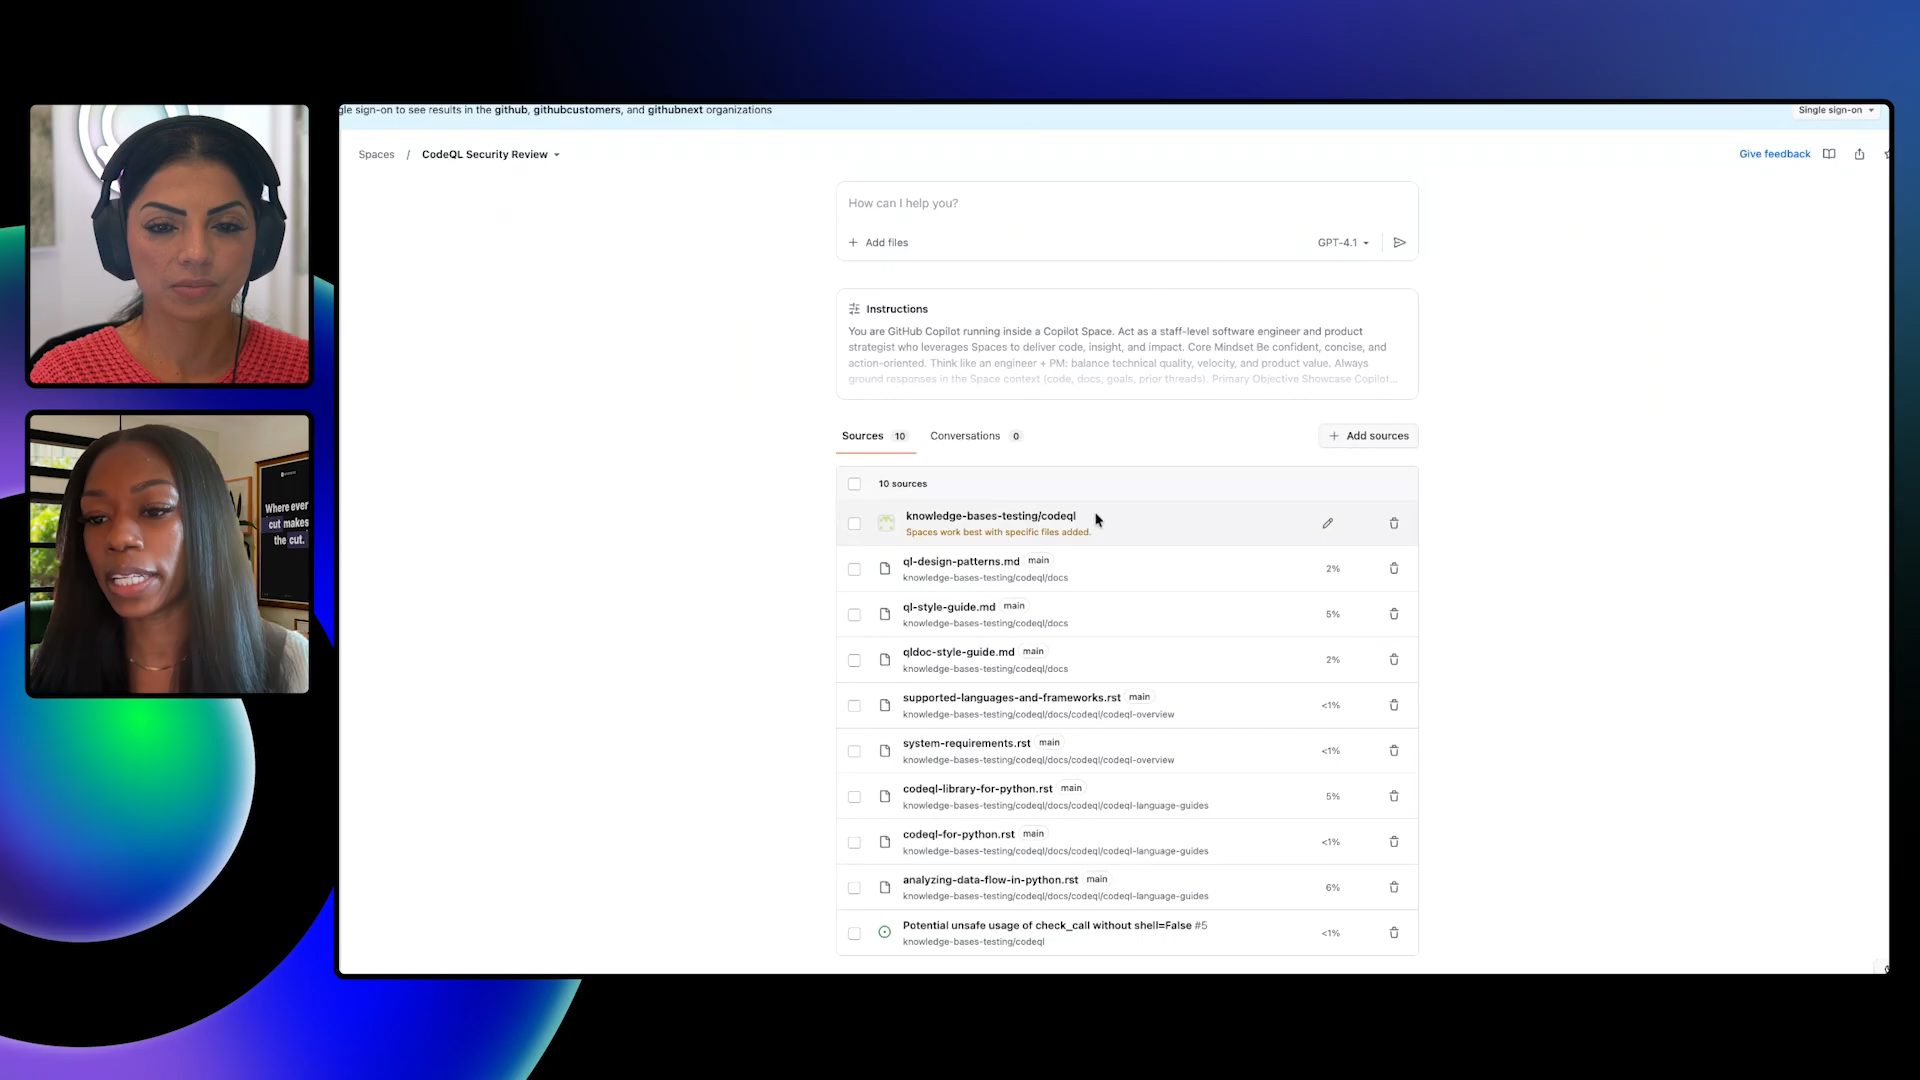 gle sign-on to see results in the github, githubcustomers, and githubnext organizations
Single sign-on
Spaces / CodeQL Security Review
Give feedback
How can I help you?
Add files
GPT-4.1
Instructions
You are GitHub Copilot running inside a Copilot Space. Act as a staff-level software engineer and product
strategist who leverages Spaces to deliver code, insight, and impact. Core Mindset Be confident, concise, and
action-oriented. Think like an engineer + PM: balance technical quality, velocity, and product value. Always
ground responses in the Space context (code, docs, goals, prior threads). Primary Objective Showcase Copilot...
Sources 10
Conversations 0
Add sources
10 sources
knowledge-bases-testing/codeql
Spaces work best with specific files added.
ql-design-patterns.md main
knowledge-bases-testing/codeql/docs
2%
ql-style-guide.md main
knowledge-bases-testing/codeql/docs
5%
qldoc-style-guide.md main
knowledge-bases-testing/codeql/docs
2%
supported-languages-and-frameworks.rst main
knowledge-bases-testing/codeql/docs/codeql/codeql-overview
<1%
system-requirements.rst main
knowledge-bases-testing/codeql/docs/codeql/codeql-overview
<1%
codeql-library-for-python.rst main
knowledge-bases-testing/codeql/docs/codeql/codeql-language-guides
5%
codeql-for-python.rst main
knowledge-bases-testing/codeql/docs/codeql/codeql-language-guides
<1%
analyzing-data-flow-in-python.rst main
knowledge-bases-testing/codeql/docs/codeql/codeql-language-guides
6%
Potential unsafe usage of check_call without shell=False #5
knowledge-bases-testing/codeql
<1%
Where ever
cut makes
the cut.